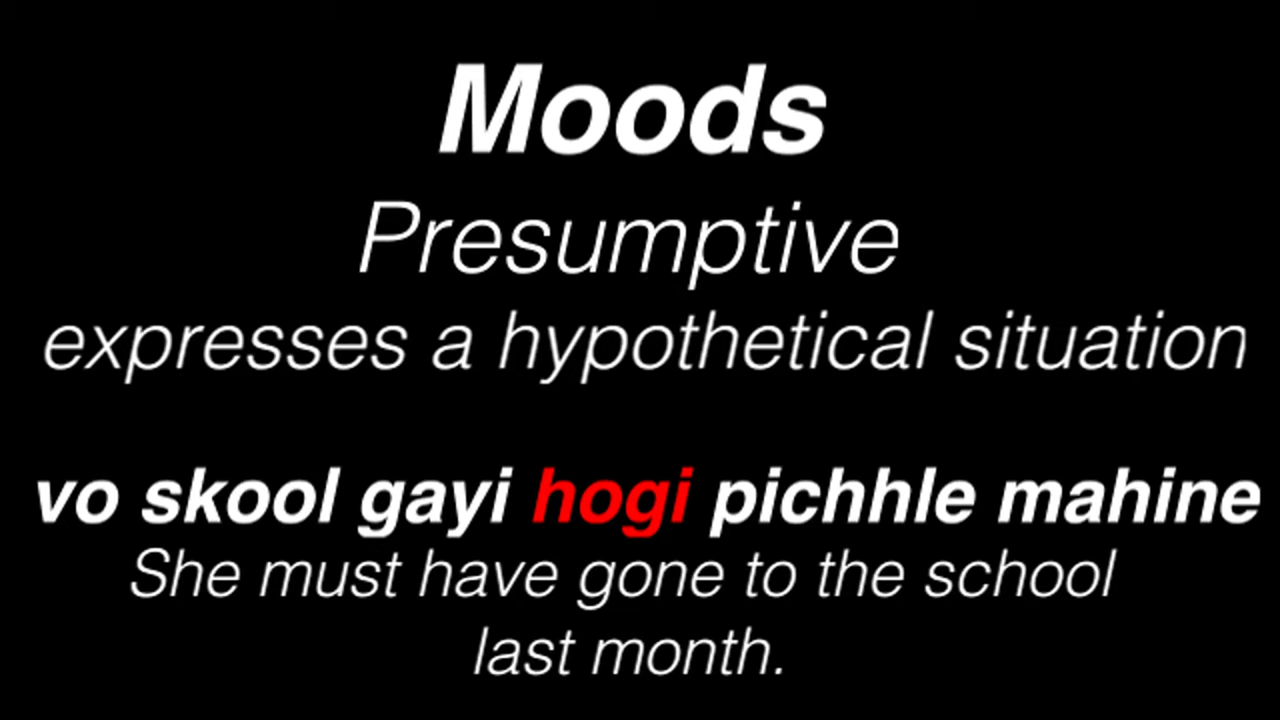 Moods
Presumptive
expresses a hypothetical situation
vo skool gayi hogi pichhle mahine
She must have gone to the school
last month.